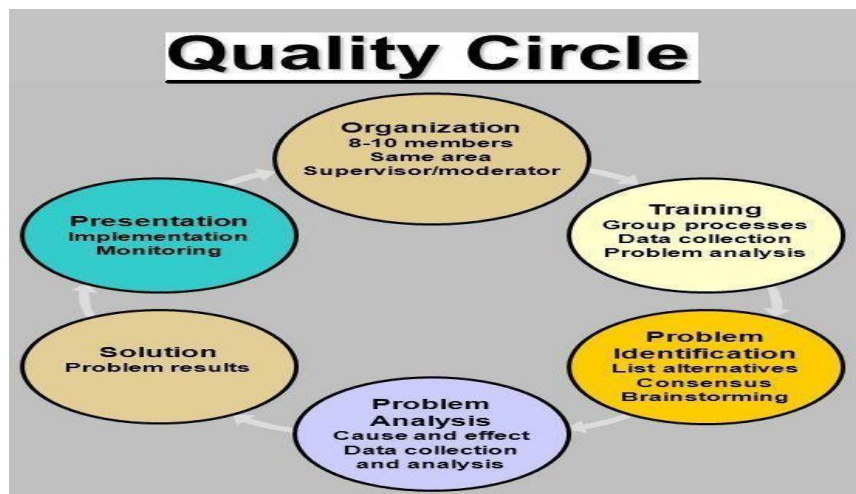 Quality Circle
Organization
8-10 members
Same area
Supervisor/moderator
Training
Group processes
Data collection
Problem analysis
Problem
Identification
List alternatives
Consensus
Brainstorming
Problem
Analysis
Cause and effect
Data collection
and analysis
Solution
Problem results
Presentation
Implementation
Monitoring